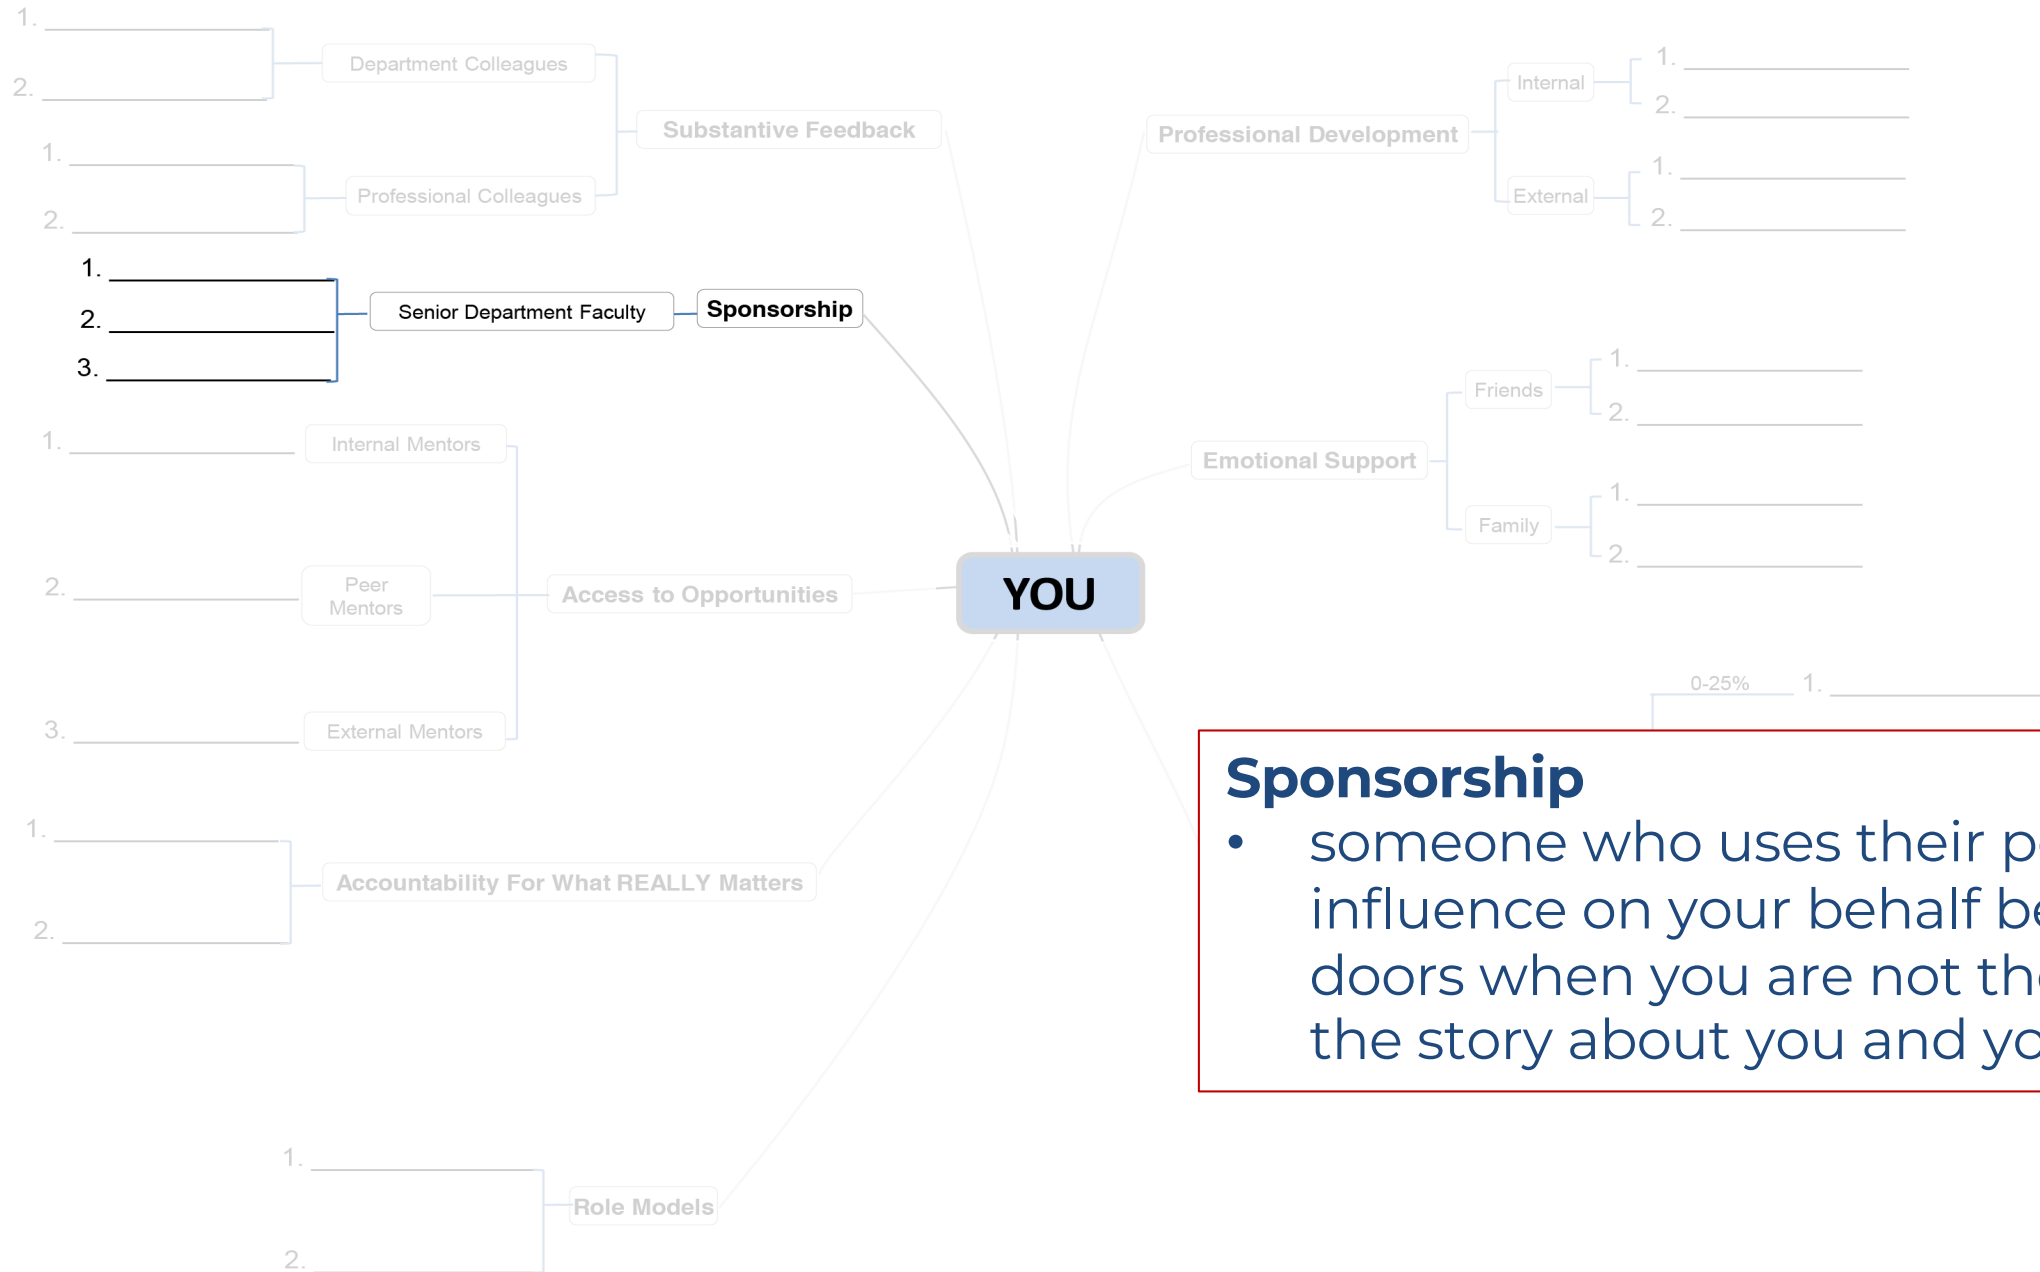 1.
Department Colleagues
2.
Substantive Feedback
1.
Professional Colleagues
2.
1.
Senior Department Faculty
Sponsorship
2.
3.
1.
Internal Mentors
2.
Peer
Mentors
Access to Opportunities
3.
External Mentors
1.
Accountability For What REALLY Matters
2.
1.
Role Models
2.
YOU
Professional Development
Internal
1.
2.
External
1.
2.
Emotional Support
Friends
1.
2.
Family
1.
2.
0-25%
1.
Sponsorship
• someone who uses their
influence on your behalf
doors when you are not
the story about you and